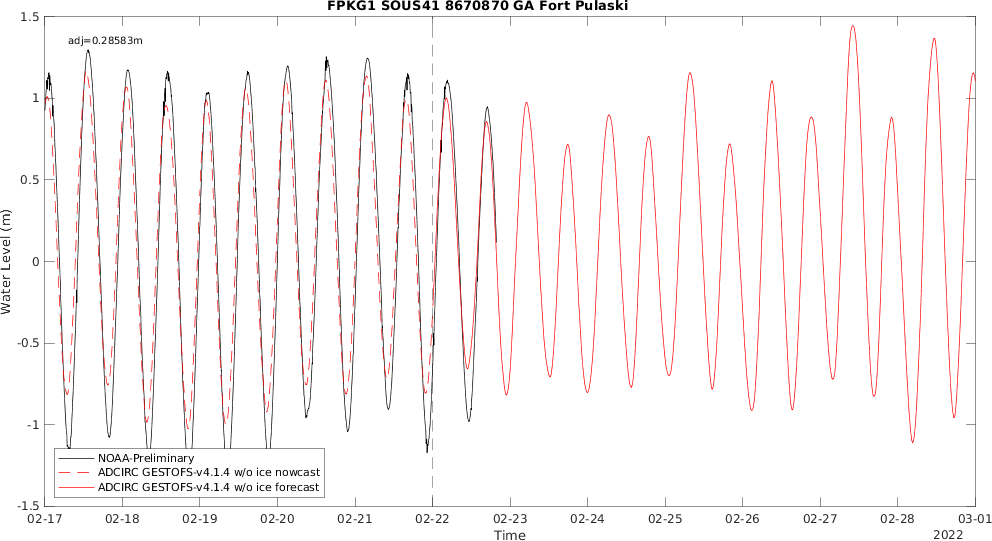 FPKG1 SOUS41 8670870 GA Fort Pulaski
adj=0.28583m
1.5
1
0.5
0
-0.5
-1
-1.5
Water Level (m)
NOAA-Preliminary
ADCIRC GESTOFS-v4.1.4 w/o ice nowcast
ADCIRC GESTOFS-v4.1.4 w/o ice forecast
02-17 02-18 02-19 02-20 02-21 02-22 02-23 02-24 02-25 02-26 02-27 02-28 03-01
Time
2022